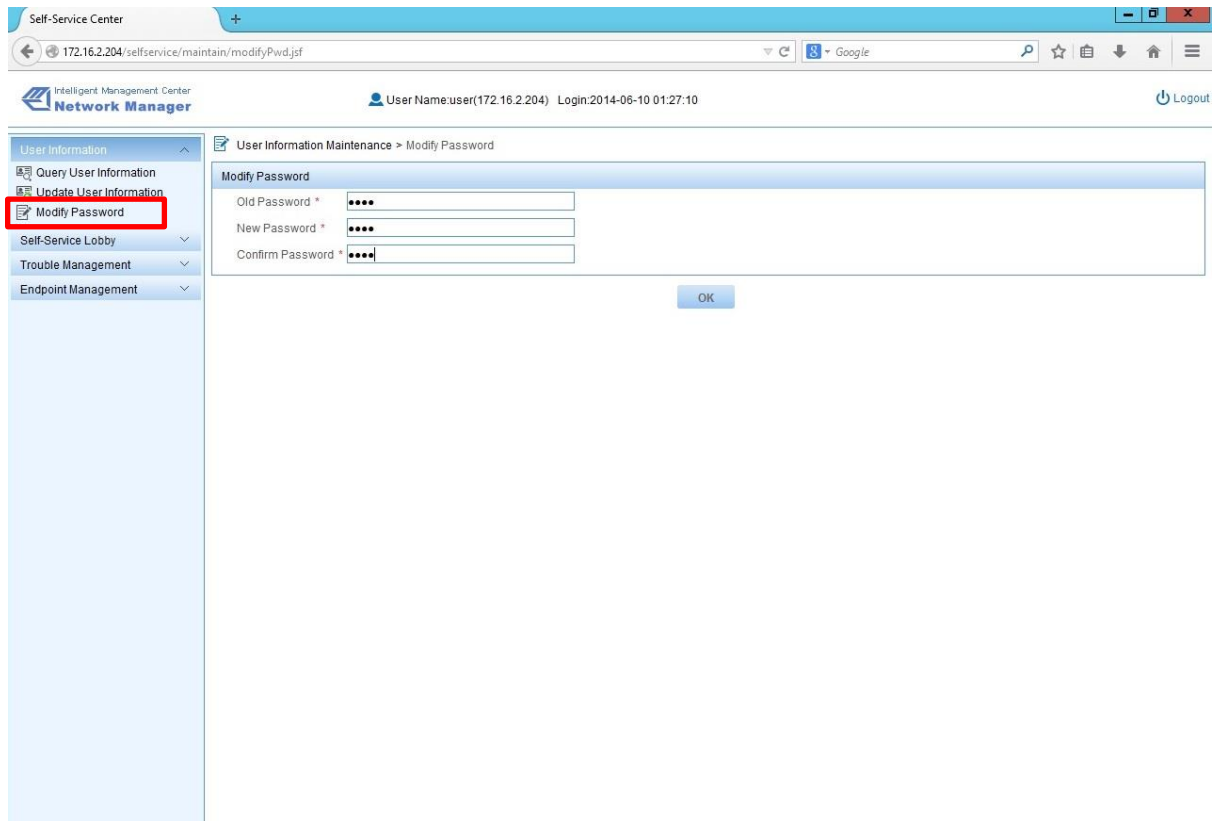 Self-Service Center
172.16.2.204/selfservice/maintain/modifyPwd.jsf
Google
Intelligent Management Center
Network Manager
User Name:user(172.16.2.204) Login:2014-06-10 01:27:10
Logout
User Information
Query User Information
Update User Information
Modify Password
Self-Service Lobby
Trouble Management
Endpoint Management
User Information Maintenance > Modify Password
Modify Password
Old Password * ••••
New Password * ••••
Confirm Password * ••••
OK